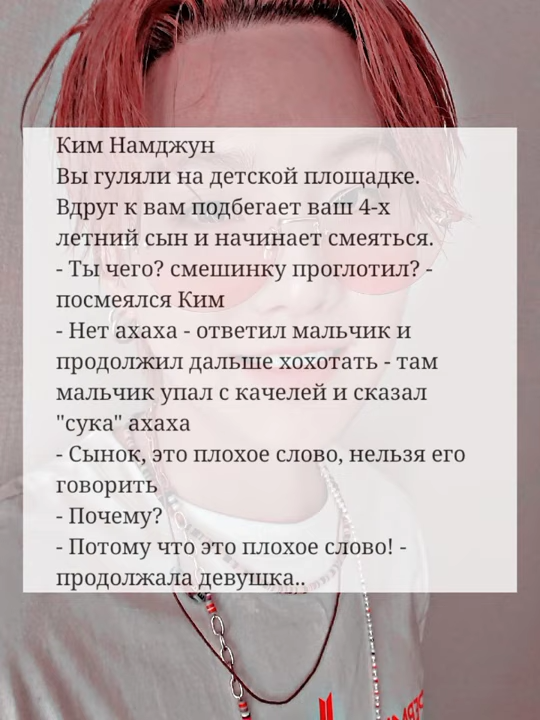 Ким Намджун
Вы гуляли на детской площадке.
Вдруг к вам подбегает ваш 4-х
летний сын и начинает смеяться.
- Ты чего? смешинку проглотил? -
посмеялся Ким
- Нет ахаха - ответил мальчик и
продолжил дальше хохотать - там
мальчик упал с качелей и сказал
"сука" ахаха
- Сынок, это плохое слово, нельзя его
говорить
- Почему?
- Потому что это плохое слово! -
продолжала девушка..